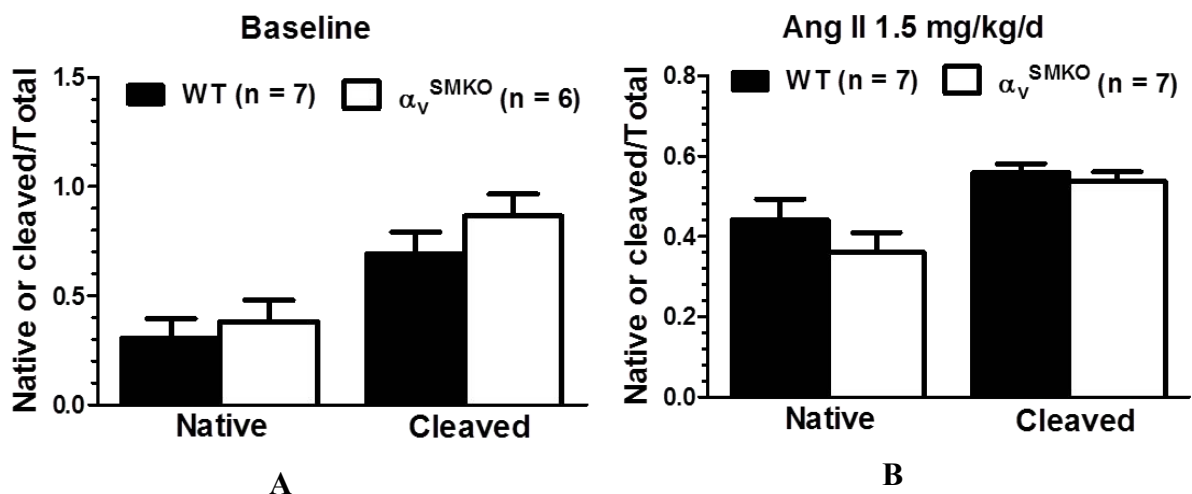 Baseline
Native or cleaved/Total
1.5
1.0
0.5
0.0
WT (n = 7)
αvSMKO (n = 6)
Native
Cleaved
A
Ang II 1.5 mg/kg/d
Native or cleaved/Total
0.8
0.6
0.4
0.2
0.0
WT (n = 7)
αvSMKO (n = 7)
Native
Cleaved
B